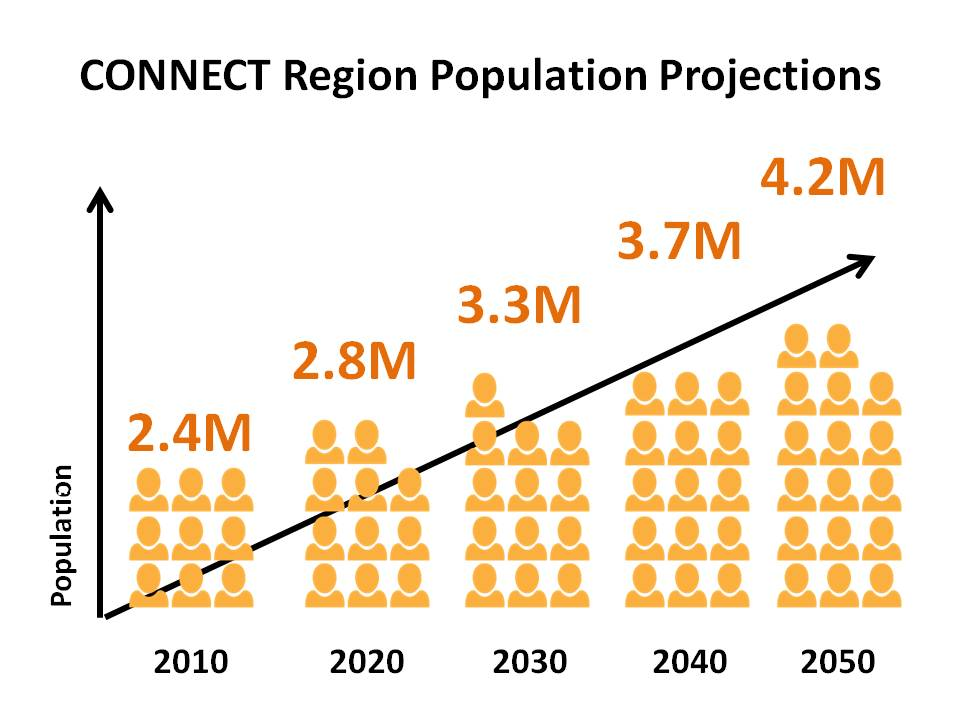 CONNECT Region Population Projections
4.2M
3.7M
3.3M
2.8M
2.4M
Population
2010 2020 2030 2040 2050